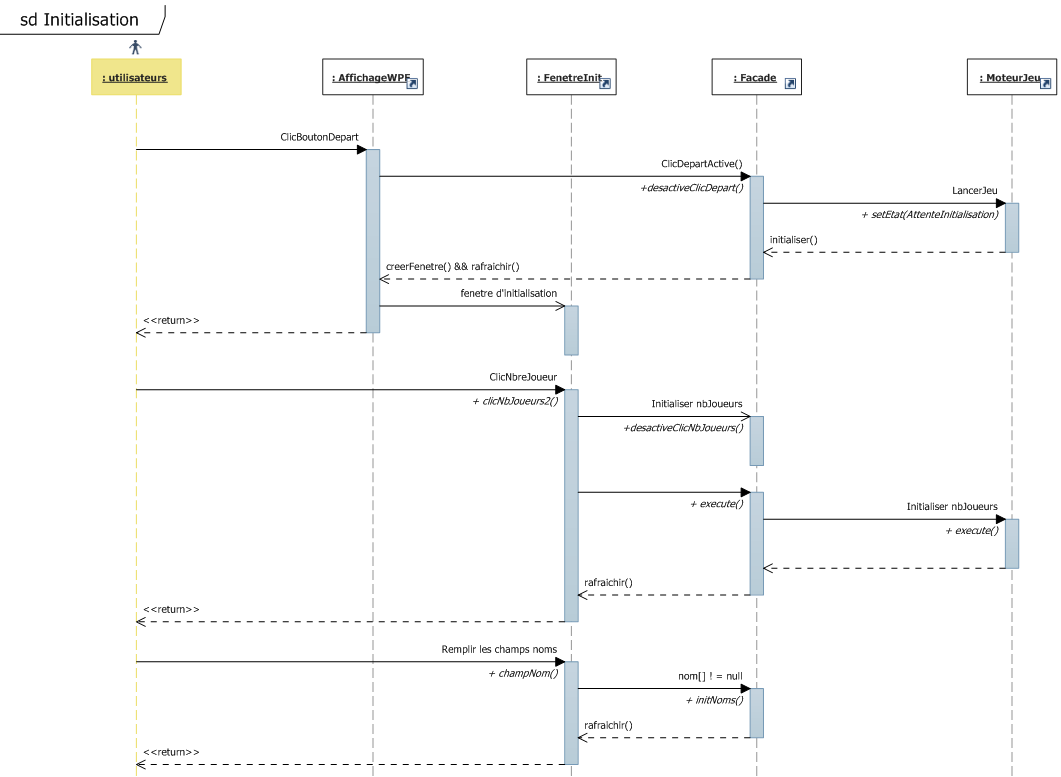 sd Initialisation
: utilisateurs
: AffichageWPF
: FenetreInit
: Facade
: MoteurJeu
ClicBoutonDepart
ClicDepartActive()
+desactiveClicDepart()
LancerJeu
+ setEtat(AttenteInitialisation)
initialiser()
creerFenetre() && rafraichir()
fenetre d'initialisation
<<return>>
ClicNbreJoueur
+ clicNbJoueurs2()
Initialiser nbJoueurs
+desactiveClicNbJoueurs()
+ execute()
Initialiser nbJoueurs
+ execute()
rafraichir()
<<return>>
Remplir les champs noms
+ champNom()
nom[] ! = null
+ initNoms()
rafraichir()
<<return>>